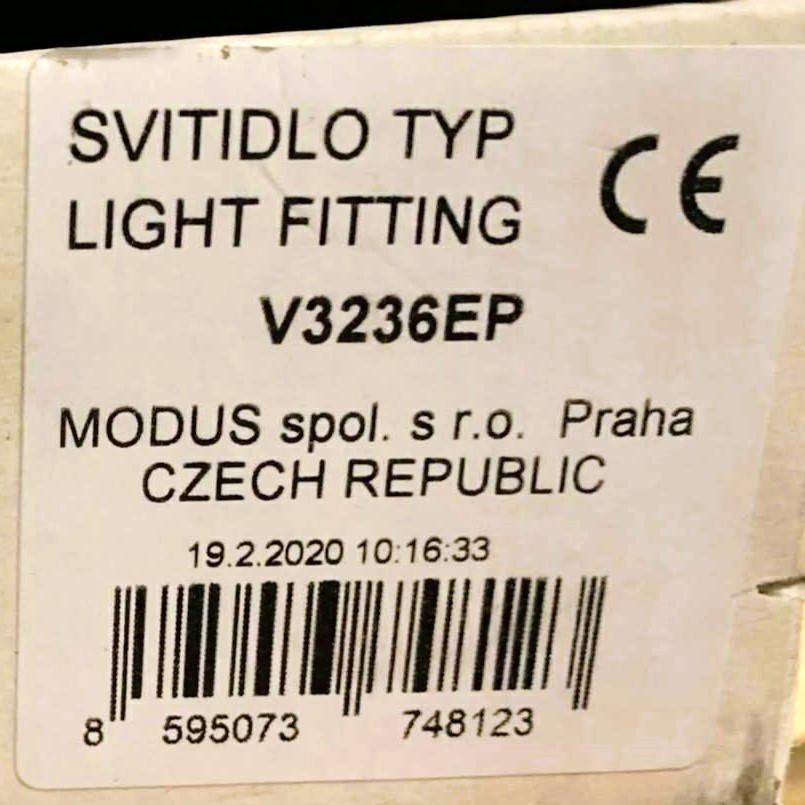 SVITIDLO TYP
LIGHT FITTING
CE
V3236EP
MODUS spol. s r.o. Praha
CZECH REPUBLIC
19.2.2020 10:16:33
8 595073 748123